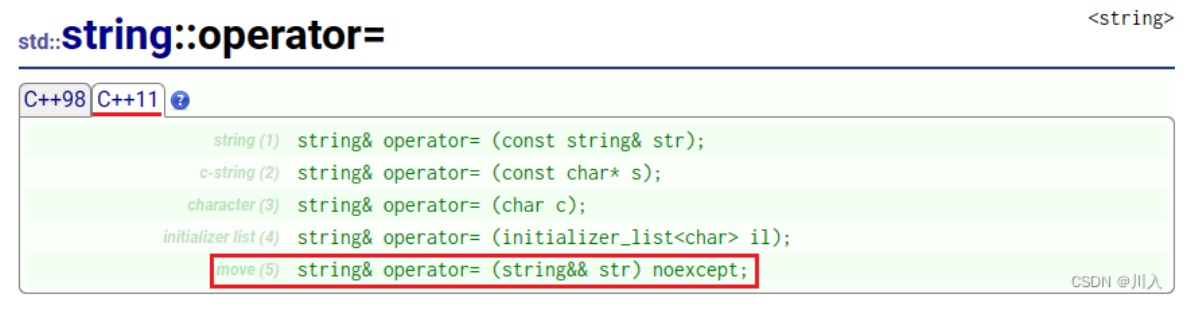 <string>
std::string::operator=
C++98 C++11 ?
string (1) string& operator= (const string& str);
c-string (2) string& operator= (const char* s);
character (3) string& operator= (char c);
initializer list (4) string& operator= (initializer_list<char> il);
move (5) string& operator= (string&& str) noexcept;
CSDN @川入